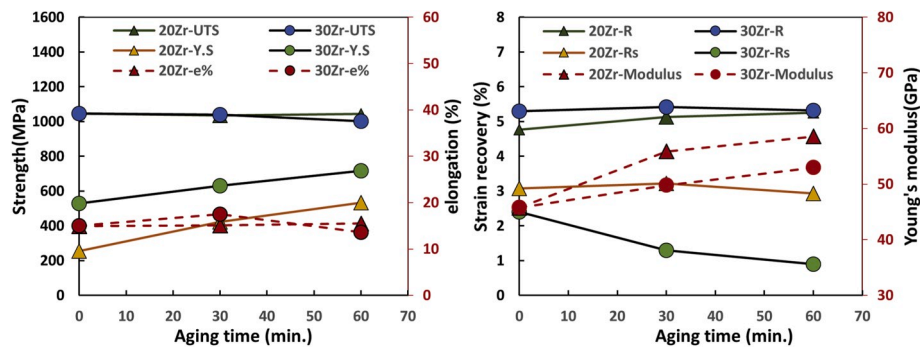 1600
1400
1200
1000
800
600
400
200
0
Strength(MPa)
20Zr-UTS 30Zr-UTS
20Zr-Y.S 30Zr-Y.S
20Zr-e% 30Zr-e%
60
50
40
30
20
10
0
elongation (%)
0 10 20 30 40 50 60 70
Aging time (min.)
8
7
6
5
4
3
2
1
0
Strain recovery (%)
20Zr-R 30Zr-R
20Zr-Rs 30Zr-Rs
20Zr-Modulus 30Zr-Modulus
80
70
60
50
40
30
Young's modulus(GPa)
0 10 20 30 40 50 60 70
Aging time (min.)